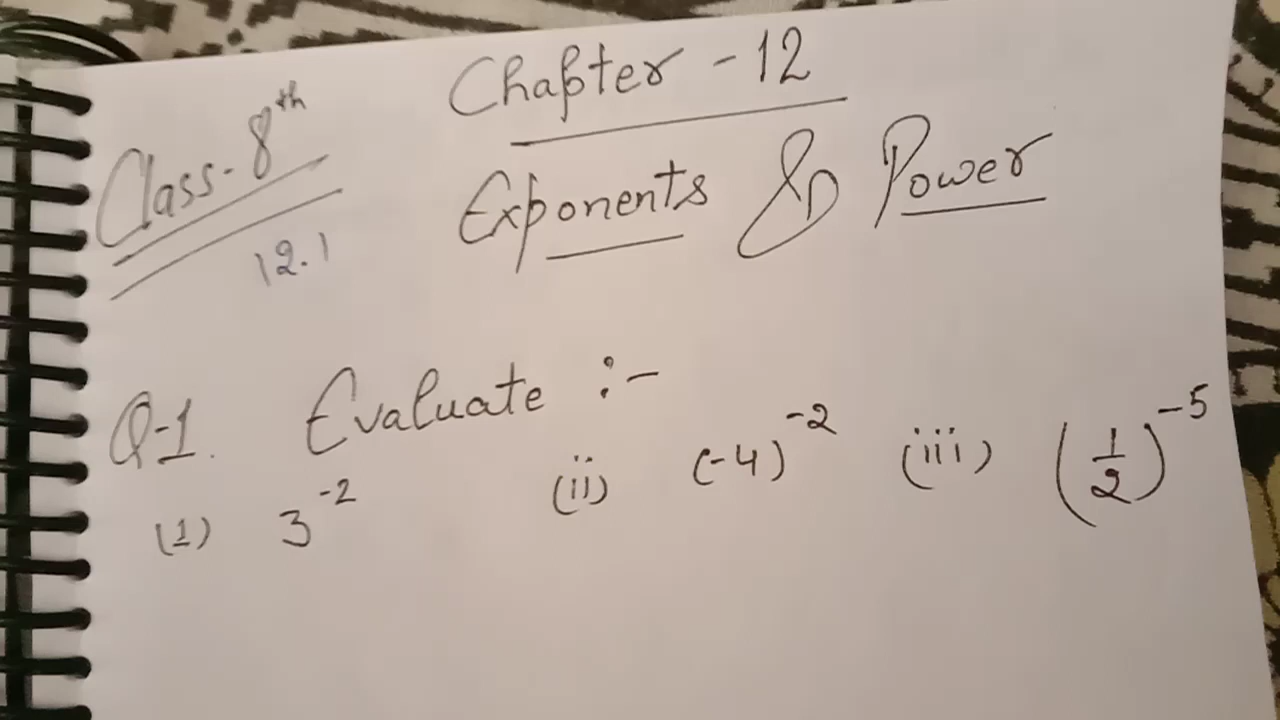 Chapter - 12
Class - 8th
Exponents & Power
12.1
Q-1. Evaluate :-
(1) 3^-2 (ii) (-4)^-2 (iii) (1/2)^-5